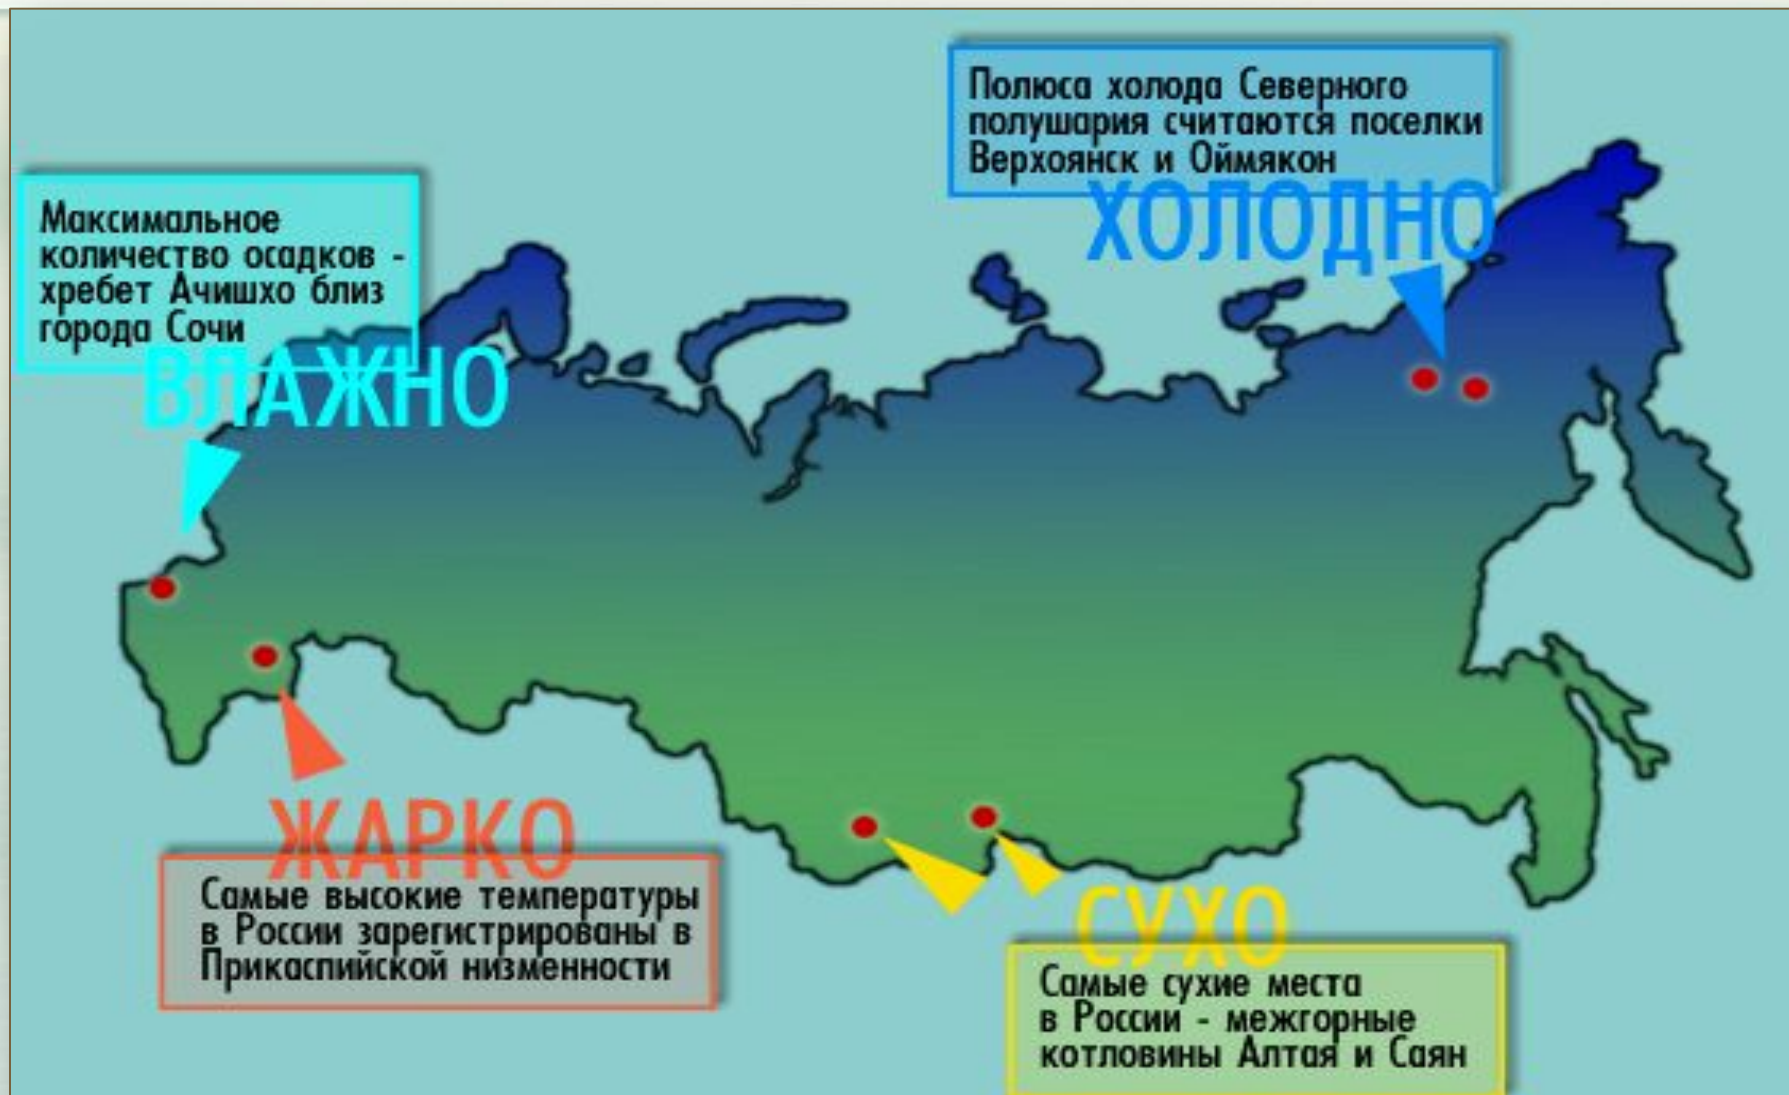 Полюса холода Северного
полушария считаются поселки
Верхоянск и Оймякон
ХОЛОДНО
Максимальное
количество осадков -
хребет Ачишхо близ
города Сочи
ВЛАЖНО
ЖАРКО
Самые высокие температуры
в России зарегистрированы в
Прикаспийской низменности
СУХО
Самые сухие места
в России - межгорные
котловины Алтая и Саян